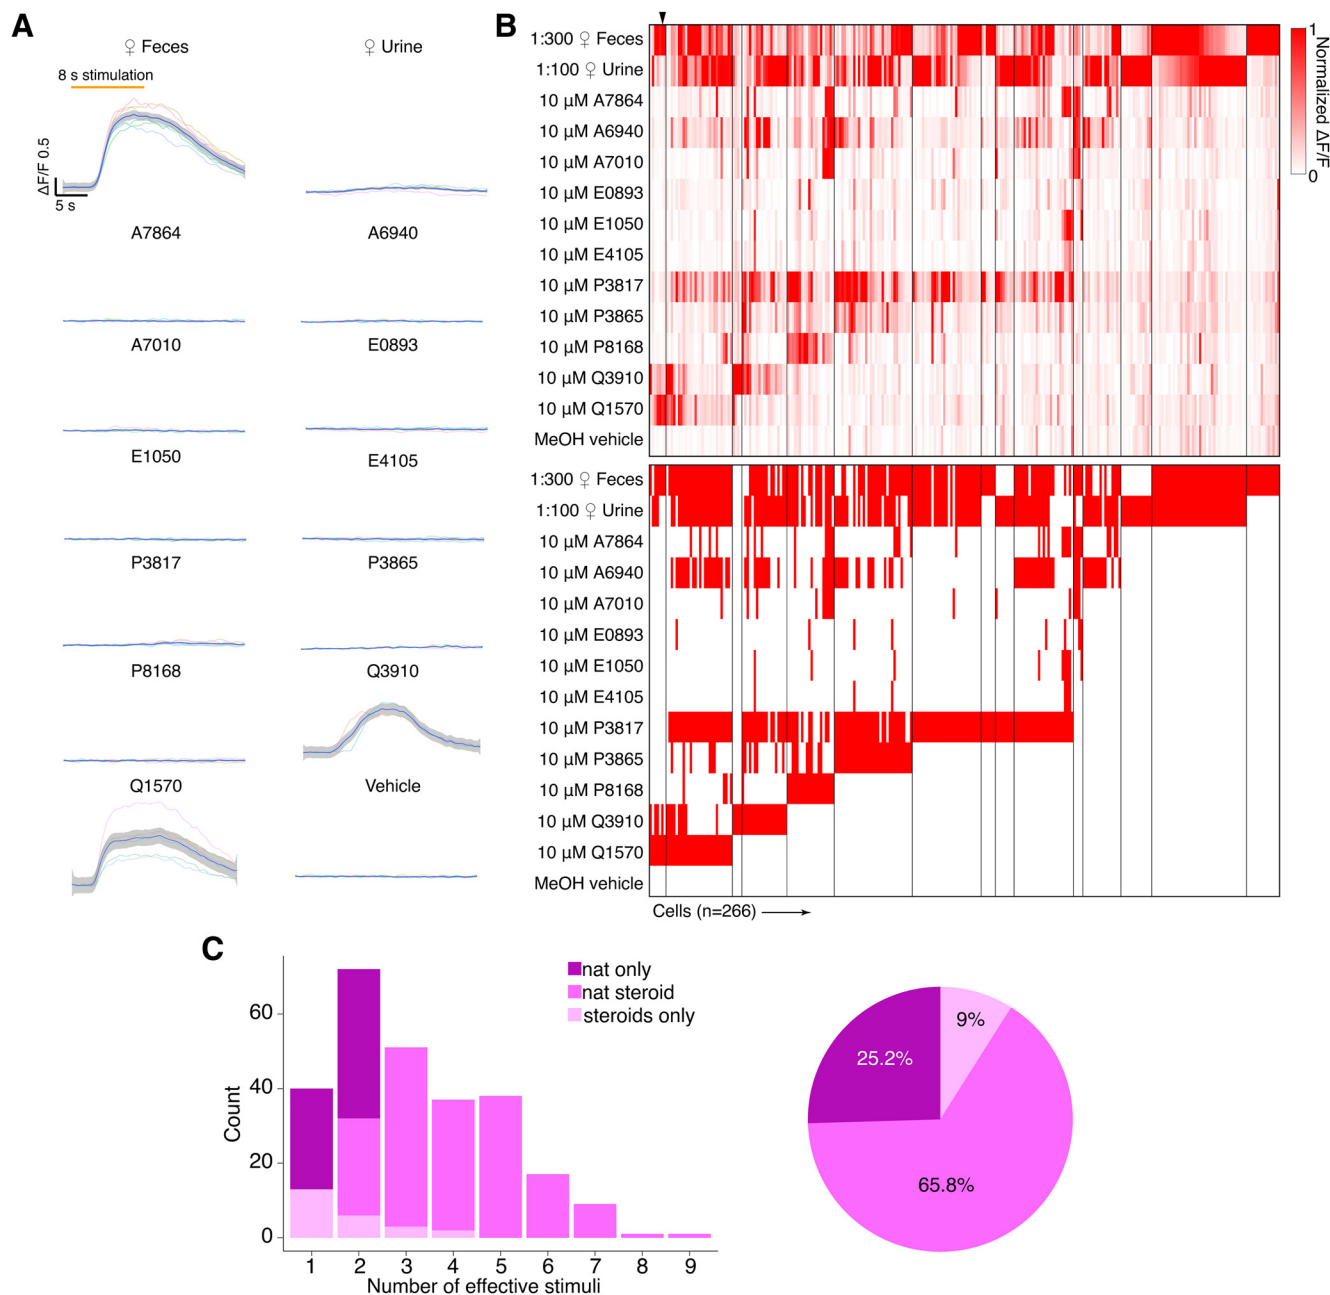 A
♀ Feces
♀ Urine
8 s stimulation
ΔF/F 0.5
5 s
A7864
A6940
A7010
E0893
E1050
E4105
P3817
P3865
P8168
Q3910
Q1570
Vehicle
B
1:300 ♀ Feces
1:100 ♀ Urine
10 µM A7864
10 µM A6940
10 µM A7010
10 µM E0893
10 µM E1050
10 µM E4105
10 µM P3817
10 µM P3865
10 µM P8168
10 µM Q3910
10 µM Q1570
MeOH vehicle
1
0
Normalized ΔF/F
1:300 ♀ Feces
1:100 ♀ Urine
10 µM A7864
10 µM A6940
10 µM A7010
10 µM E0893
10 µM E1050
10 µM E4105
10 µM P3817
10 µM P3865
10 µM P8168
10 µM Q3910
10 µM Q1570
MeOH vehicle
Cells (n=266)
C
nat only
nat steroid
steroids only
60
40
20
0
Count
1 2 3 4 5 6 7 8 9
Number of effective stimuli
9%
25.2%
65.8%